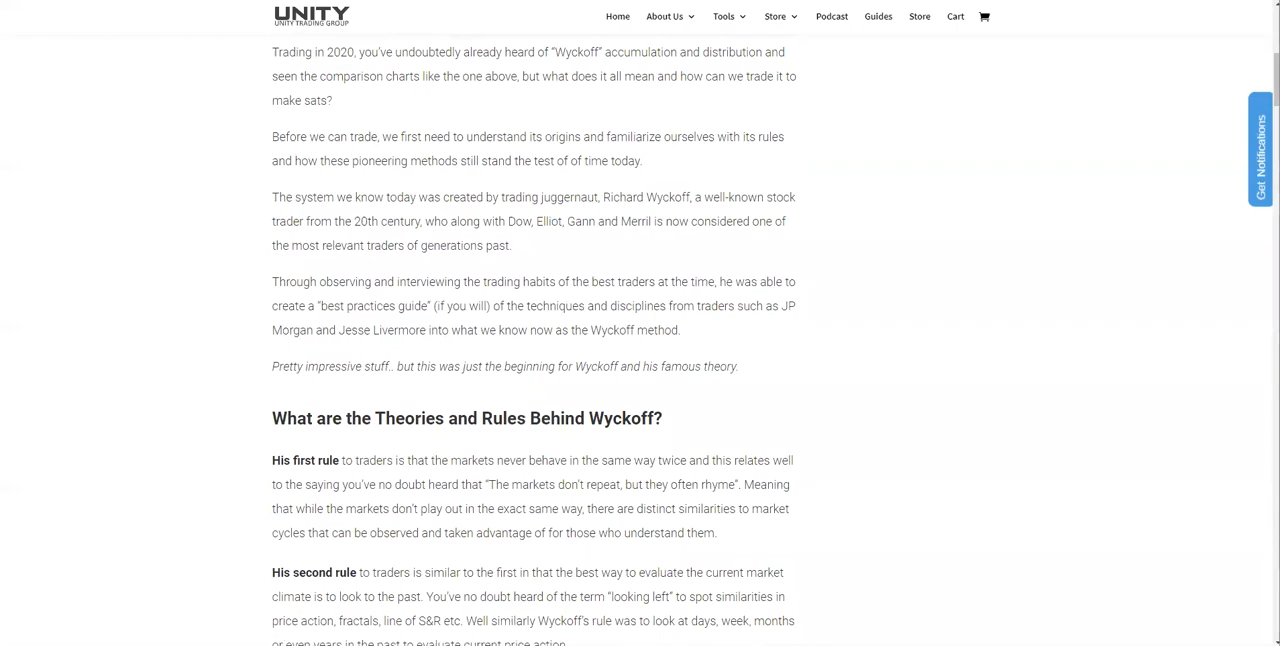 UNITY
UNITY TRADING GROUP
Home About Us Tools Store Podcast Guides Store Cart
Trading in 2020, you've undoubtedly already heard of “Wyckoff” accumulation and distribution and
seen the comparison charts like the one above, but what does it all mean and how can we trade it to
make sats?
Before we can trade, we first need to understand its origins and familiarize ourselves with its rules
and how these pioneering methods still stand the test of of time today.
The system we know today was created by trading juggernaut, Richard Wyckoff, a well-known stock
trader from the 20th century, who along with Dow, Elliot, Gann and Merril is now considered one of
the most relevant traders of generations past.
Through observing and interviewing the trading habits of the best traders at the time, he was able to
create a “best practices guide” (if you will) of the techniques and disciplines from traders such as JP
Morgan and Jesse Livermore into what we know now as the Wyckoff method.
Pretty impressive stuff.. but this was just the beginning for Wyckoff and his famous theory.
What are the Theories and Rules Behind Wyckoff?
His first rule to traders is that the markets never behave in the same way twice and this relates well
to the saying you've no doubt heard that “The markets don't repeat, but they often rhyme”. Meaning
that while the markets don't play out in the exact same way, there are distinct similarities to market
cycles that can be observed and taken advantage of for those who understand them.
His second rule to traders is similar to the first in that the best way to evaluate the current market
climate is to look to the past. You've no doubt heard of the term “looking left” to spot similarities in
price action, fractals, line of S&R etc. Well similarly Wyckoff's rule was to look at days, week, months
or even years in the past to evaluate current price action.
Get Notifications